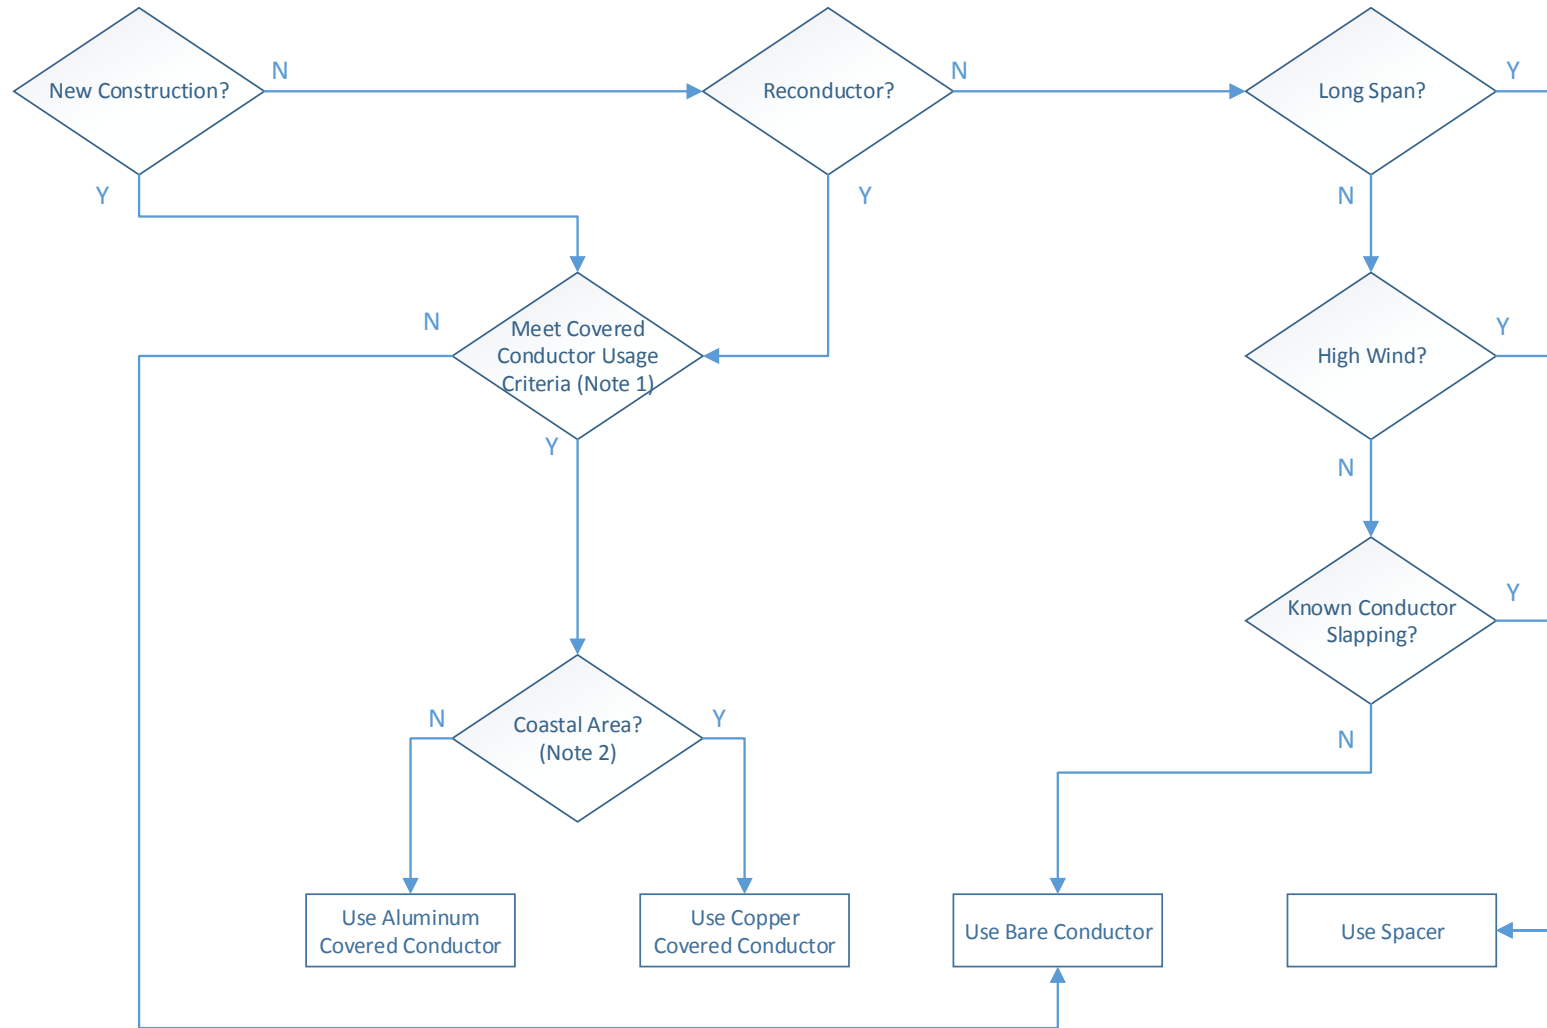 New Construction?
N
Reconductor?
N
Long Span?
Y
Y
Y
N
N
Meet Covered
Conductor Usage
Criteria (Note 1)
High Wind?
Y
Y
N
Known Conductor
Slapping?
Y
N
Coastal Area?
(Note 2)
Y
N
Use Aluminum
Covered Conductor
Use Copper
Covered Conductor
Use Bare Conductor
Use Spacer